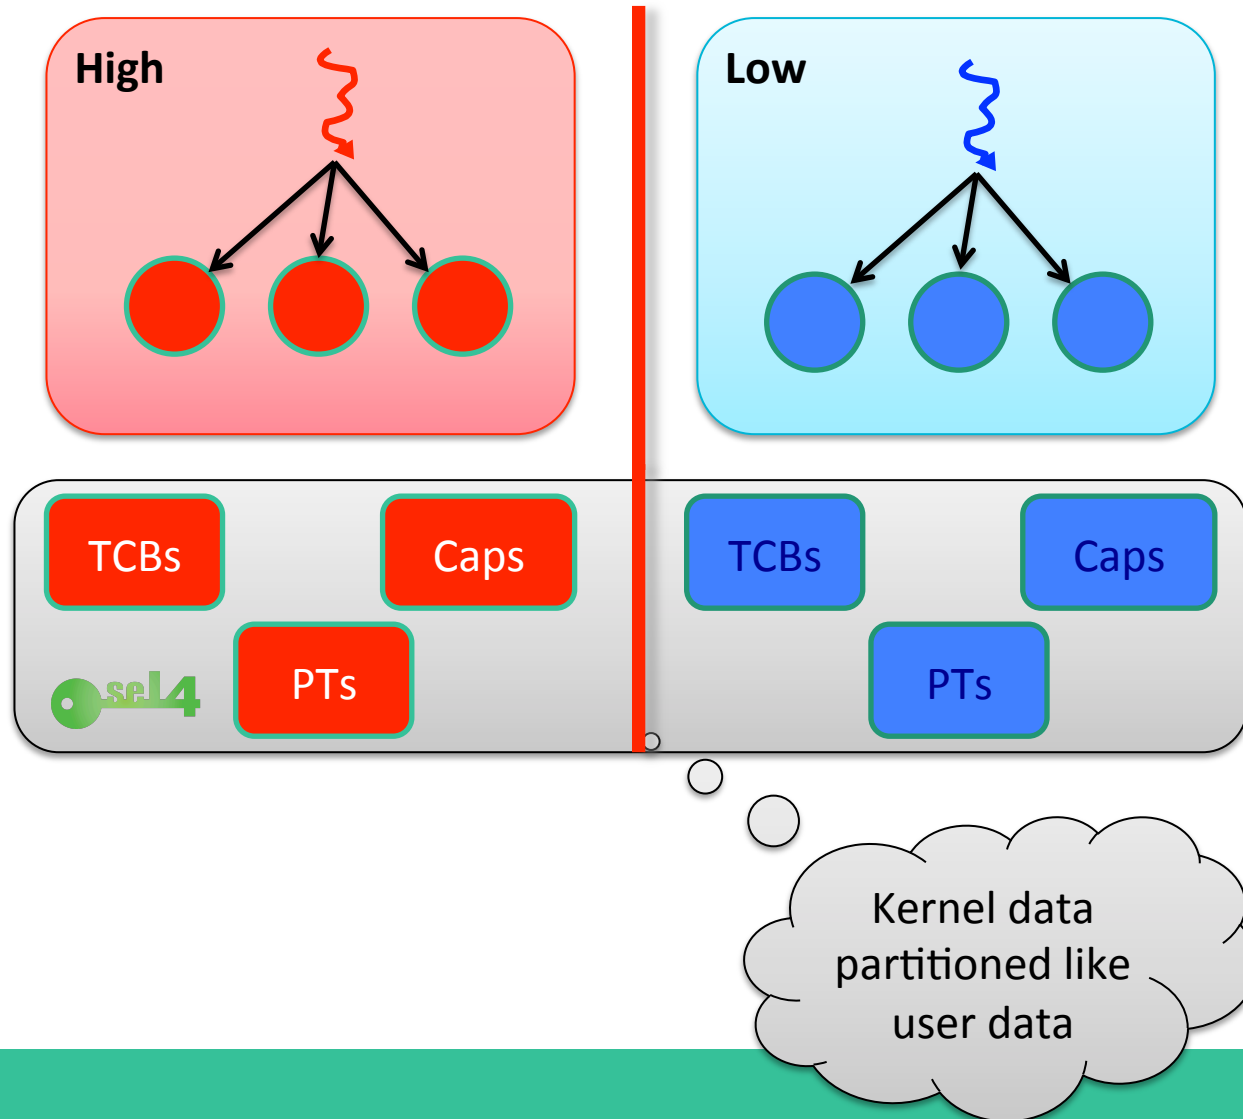 High
Low
TCBs
Caps
TCBs
Caps
PTs
PTs
seL4
Kernel data
partitioned like
user data